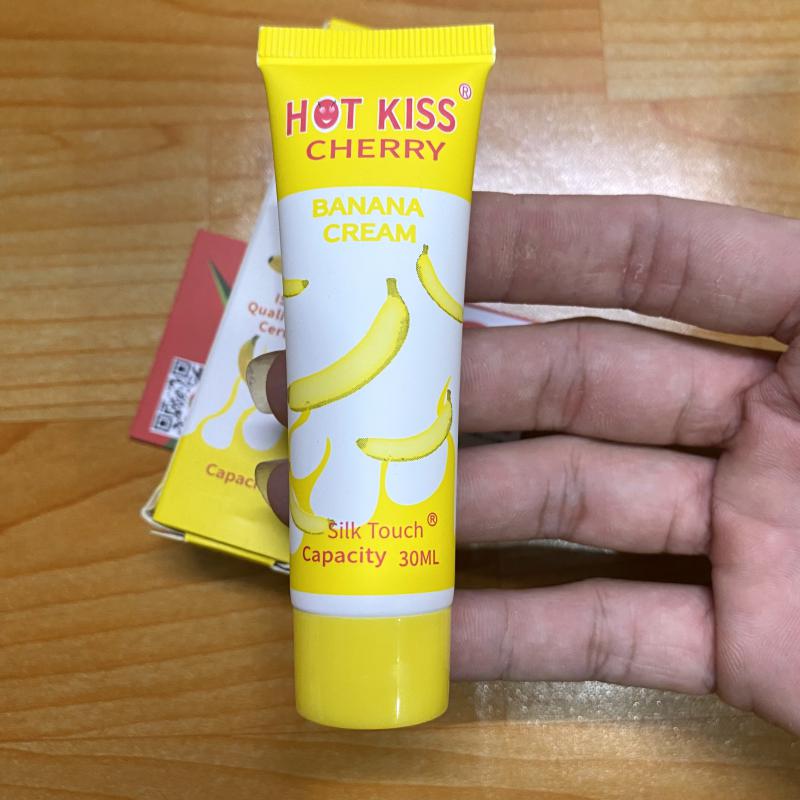 HOT KISS®
CHERRY
BANANA
CREAM
Silk Touch®
Capacity 30ML